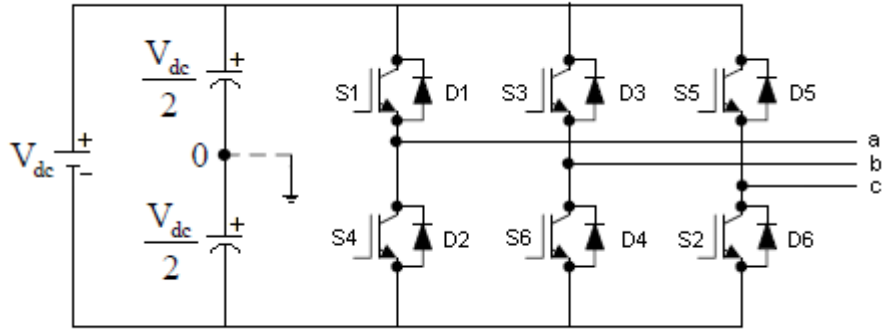 V_dc
V_dc
2
+
V_dc
2
+
+
−
0
S1
D1
S3
D3
S5
D5
a
b
c
S4
D2
S6
D4
S2
D6